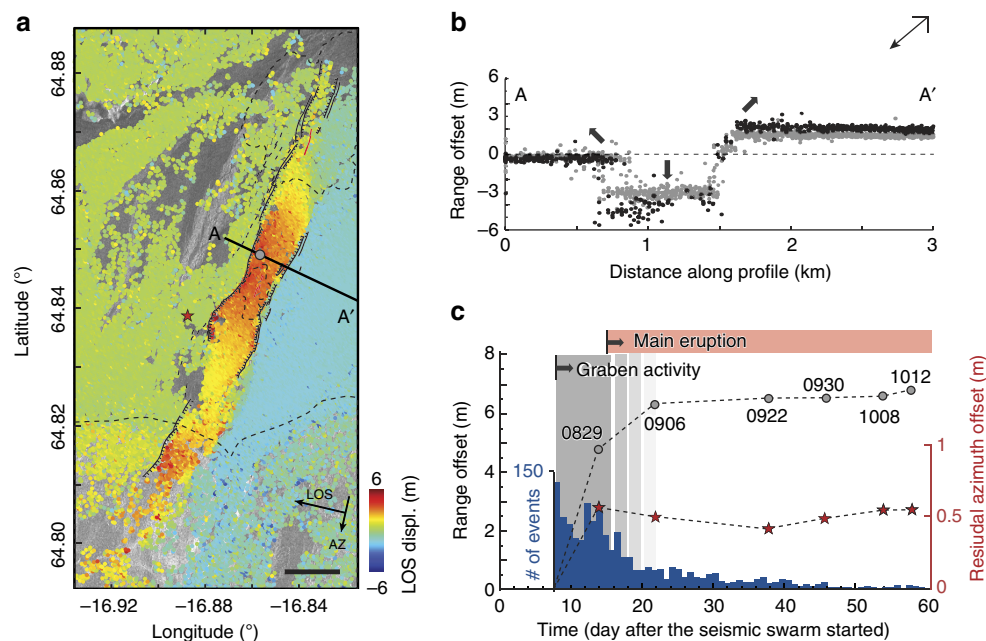 a
Latitude (°)
64.88
64.86
64.84
64.82
64.80
A
A′
LOS
AZ
6
−6
LOS displ. (m)
−16.92
−16.88
−16.84
Longitude (°)
b
Range offset (m)
6
3
0
−3
−6
A
A′
0
1
2
3
Distance along profile (km)
c
Main eruption
Graben activity
8
6
4
2
0
Range offset (m)
150
# of events
0829
0906
0922
0930
1008
1012
1
0.5
0
Resiudal azimuth offset (m)
0
10
20
30
40
50
60
Time (day after the seismic swarm started)